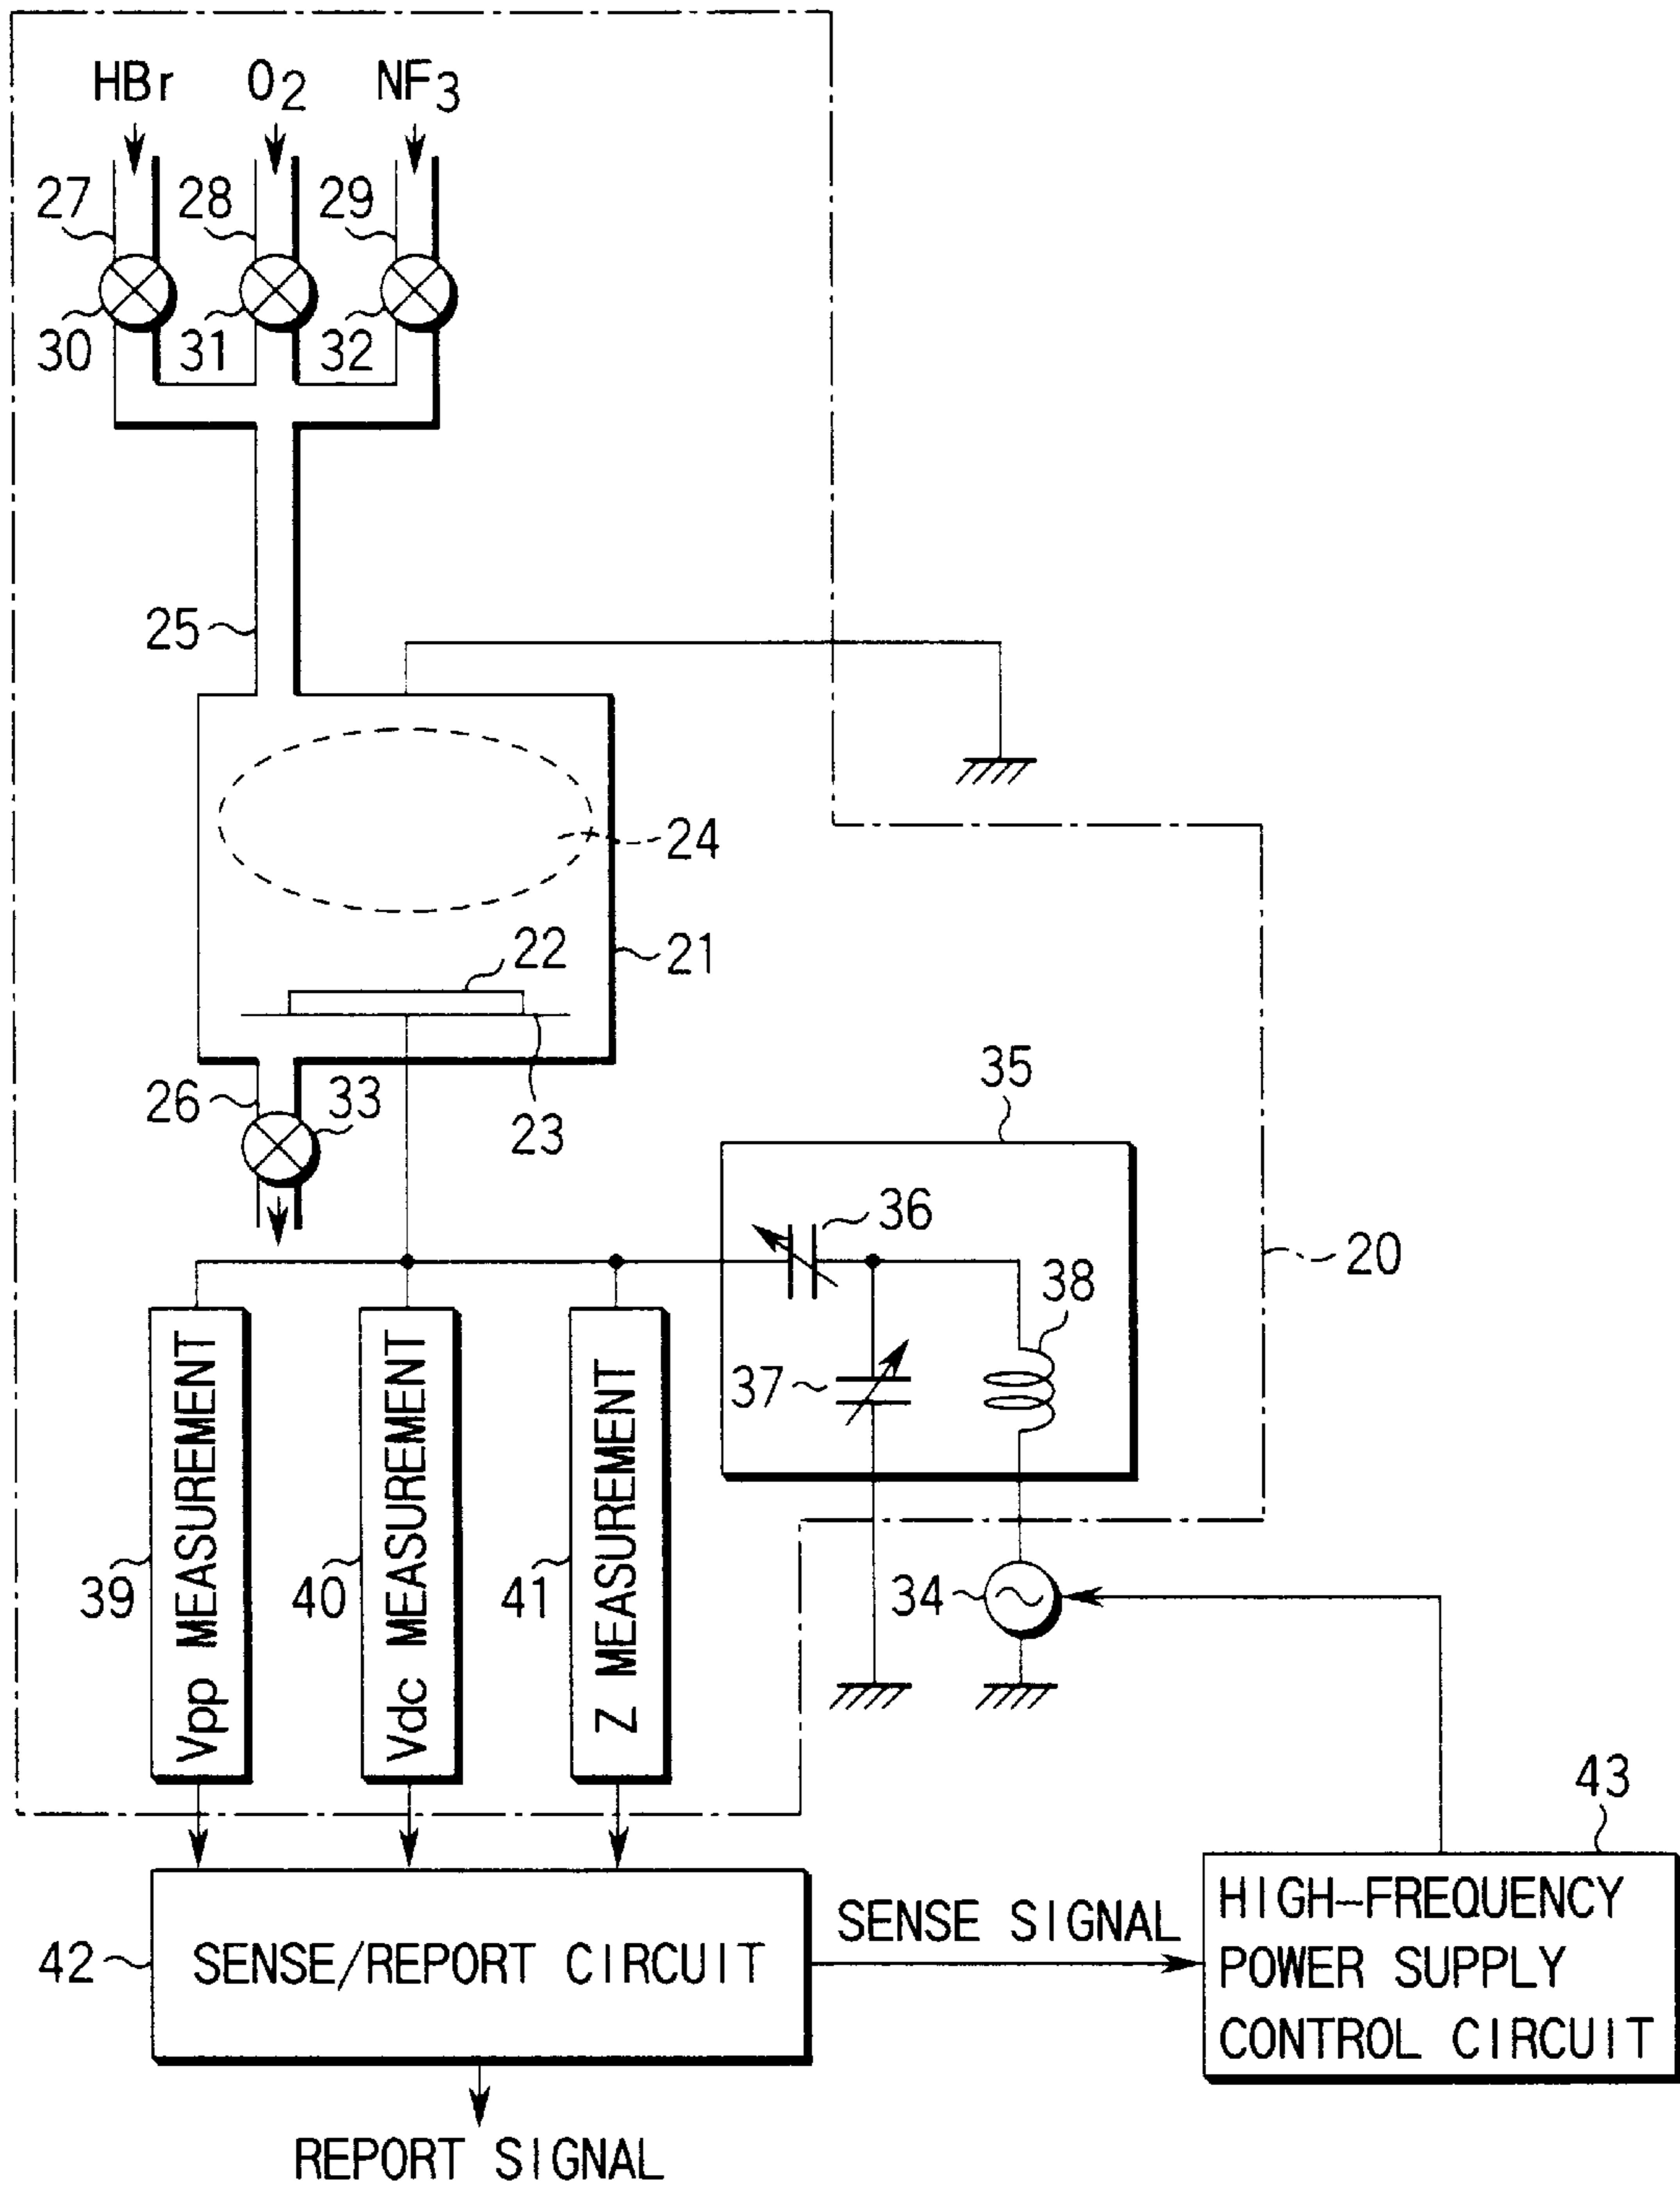 HBr O2 NF3
27 28 29
30 31 32
25
24
22 21
35
26 33 23
36
20
38
37
39 Vpp MEASUREMENT
40 Vdc MEASUREMENT
41 Z MEASUREMENT
34
43
42 SENSE/REPORT CIRCUIT
SENSE SIGNAL
HIGH-FREQUENCY
POWER SUPPLY
CONTROL CIRCUIT
REPORT SIGNAL